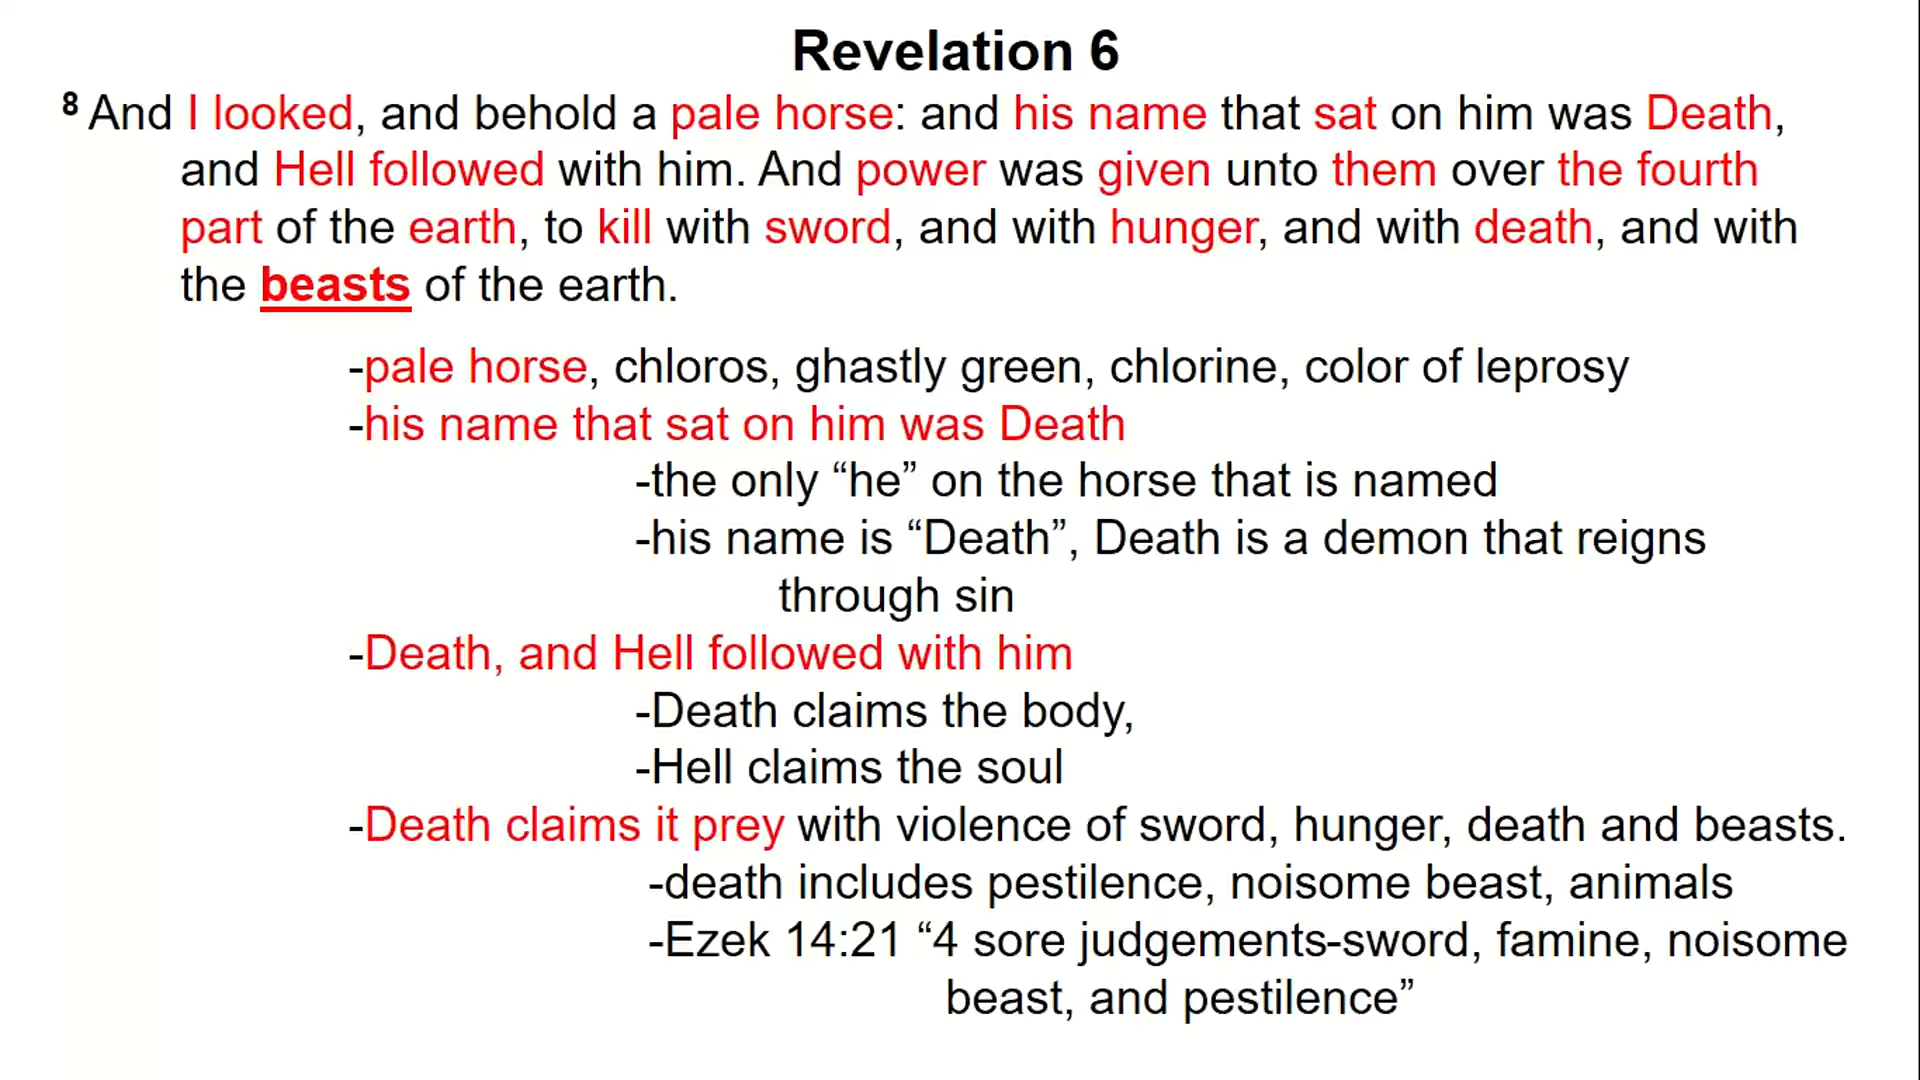 Revelation 6
8 And I looked, and behold a pale horse: and his name that sat on him was Death,
and Hell followed with him. And power was given unto them over the fourth
part of the earth, to kill with sword, and with hunger, and with death, and with
the beasts of the earth.
-pale horse, chloros, ghastly green, chlorine, color of leprosy
-his name that sat on him was Death
-the only “he” on the horse that is named
-his name is “Death”, Death is a demon that reigns
through sin
-Death, and Hell followed with him
-Death claims the body,
-Hell claims the soul
-Death claims it prey with violence of sword, hunger, death and beasts.
-death includes pestilence, noisome beast, animals
-Ezek 14:21 “4 sore judgements-sword, famine, noisome
beast, and pestilence”